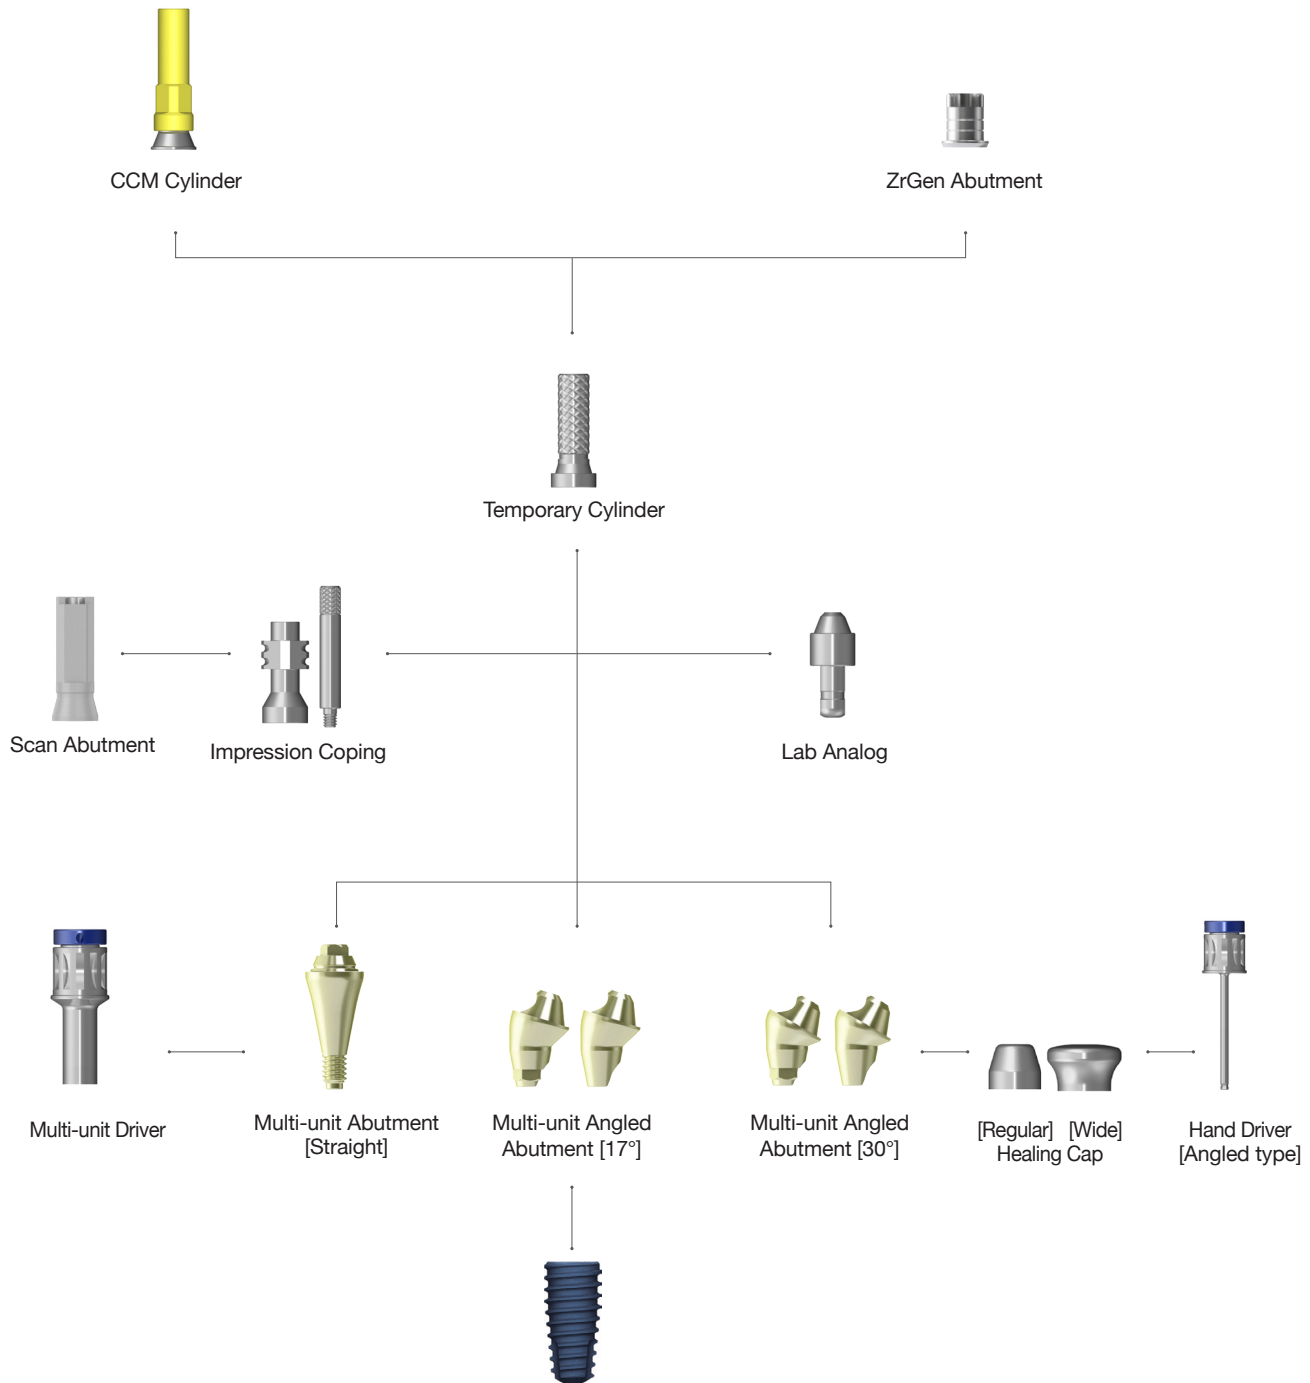 CCM Cylinder
ZrGen Abutment
Temporary Cylinder
Scan Abutment
Impression Coping
Lab Analog
Multi-unit Driver
Multi-unit Abutment
[Straight]
Multi-unit Angled
Abutment [17°]
Multi-unit Angled
Abutment [30°]
[Regular] [Wide]
Healing Cap
Hand Driver
[Angled type]